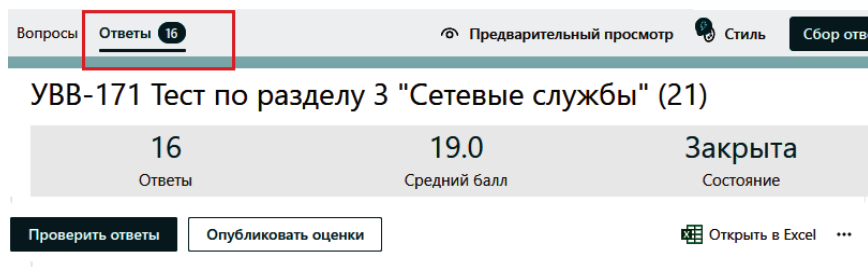 Вопросы Ответы 16 Предварительный просмотр Стиль Сбор отв
УВВ-171 Тест по разделу 3 "Сетевые службы" (21)
16 19.0 Закрыта
Ответы Средний балл Состояние
Проверить ответы Опубликовать оценки Открыть в Excel ...